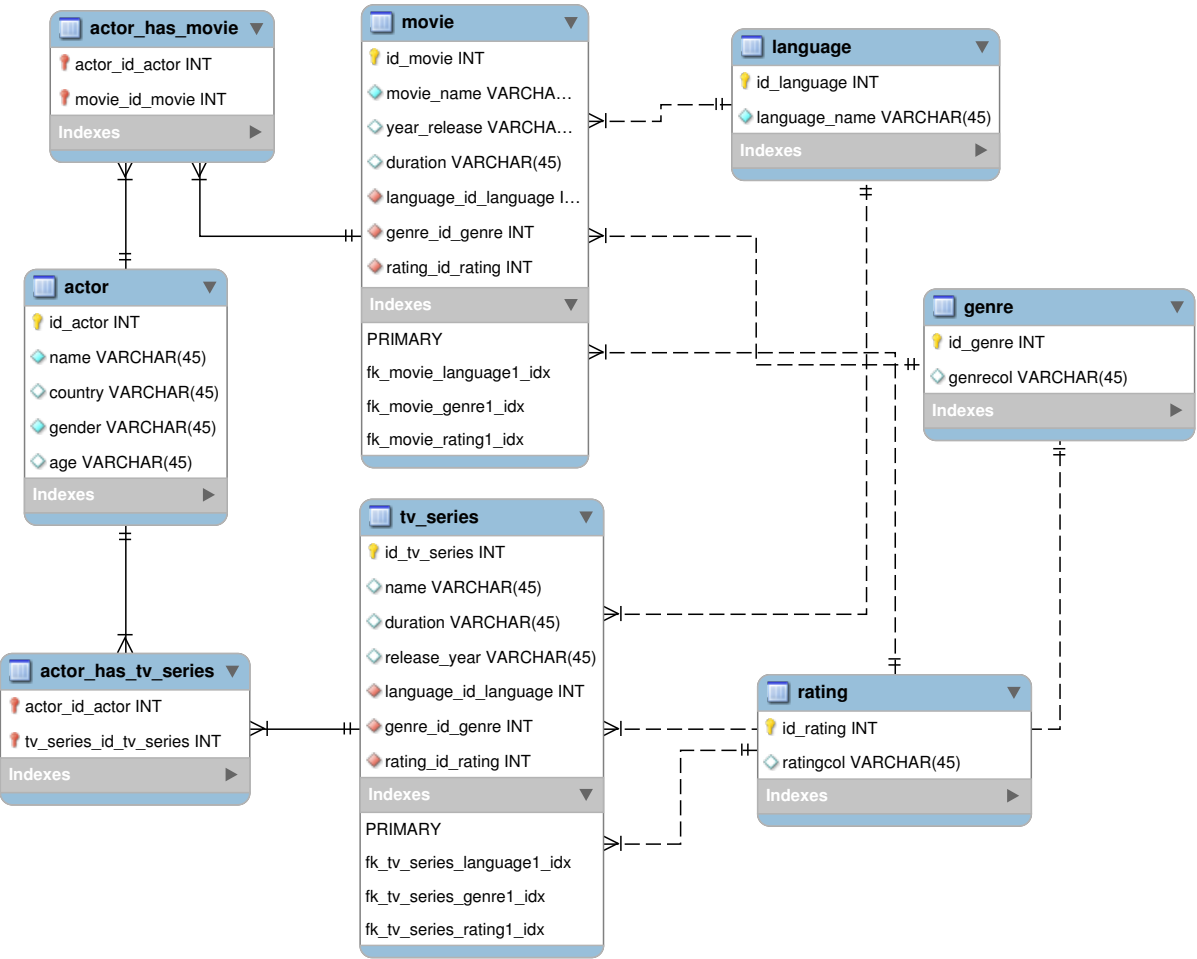 actor_has_movie
actor_id_actor INT
movie_id_movie INT
Indexes
movie
id_movie INT
movie_name VARCHA...
year_release VARCHA...
duration VARCHAR(45)
language_id_language I...
genre_id_genre INT
rating_id_rating INT
Indexes
PRIMARY
fk_movie_language1_idx
fk_movie_genre1_idx
fk_movie_rating1_idx
language
id_language INT
language_name VARCHAR(45)
Indexes
actor
id_actor INT
name VARCHAR(45)
country VARCHAR(45)
gender VARCHAR(45)
age VARCHAR(45)
Indexes
genre
id_genre INT
genrecol VARCHAR(45)
Indexes
tv_series
id_tv_series INT
name VARCHAR(45)
duration VARCHAR(45)
release_year VARCHAR(45)
language_id_language INT
genre_id_genre INT
rating_id_rating INT
Indexes
PRIMARY
fk_tv_series_language1_idx
fk_tv_series_genre1_idx
fk_tv_series_rating1_idx
actor_has_tv_series
actor_id_actor INT
tv_series_id_tv_series INT
Indexes
rating
id_rating INT
ratingcol VARCHAR(45)
Indexes